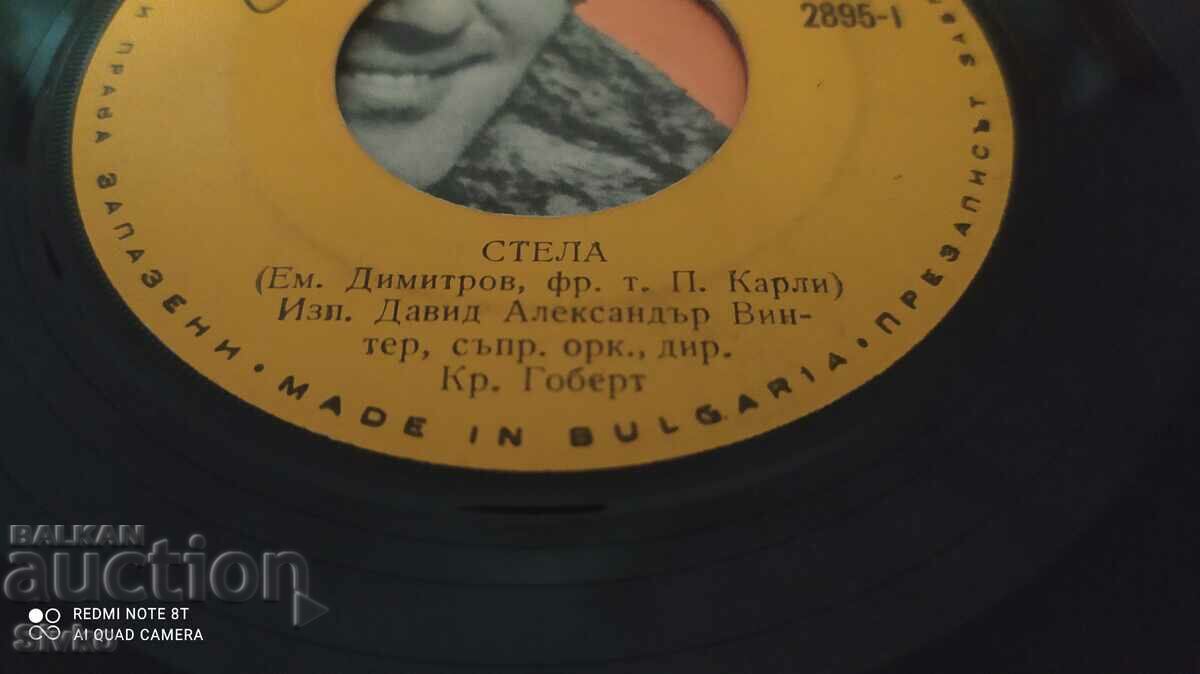 2895-I
СТЕЛА
(Ем. Димитров, фр. т. П. Карли)
Изп. Давид Александър Вин-
тер, съпр. орк., дир.
Кр. Гоберт
ПРАВА ЗАПАЗЕНИ • MADE IN BULGARIA • ПРЕЗАПИСЪТ ЗАБ
BALKAN
auction
REDMI NOTE 8T
AI QUAD CAMERA